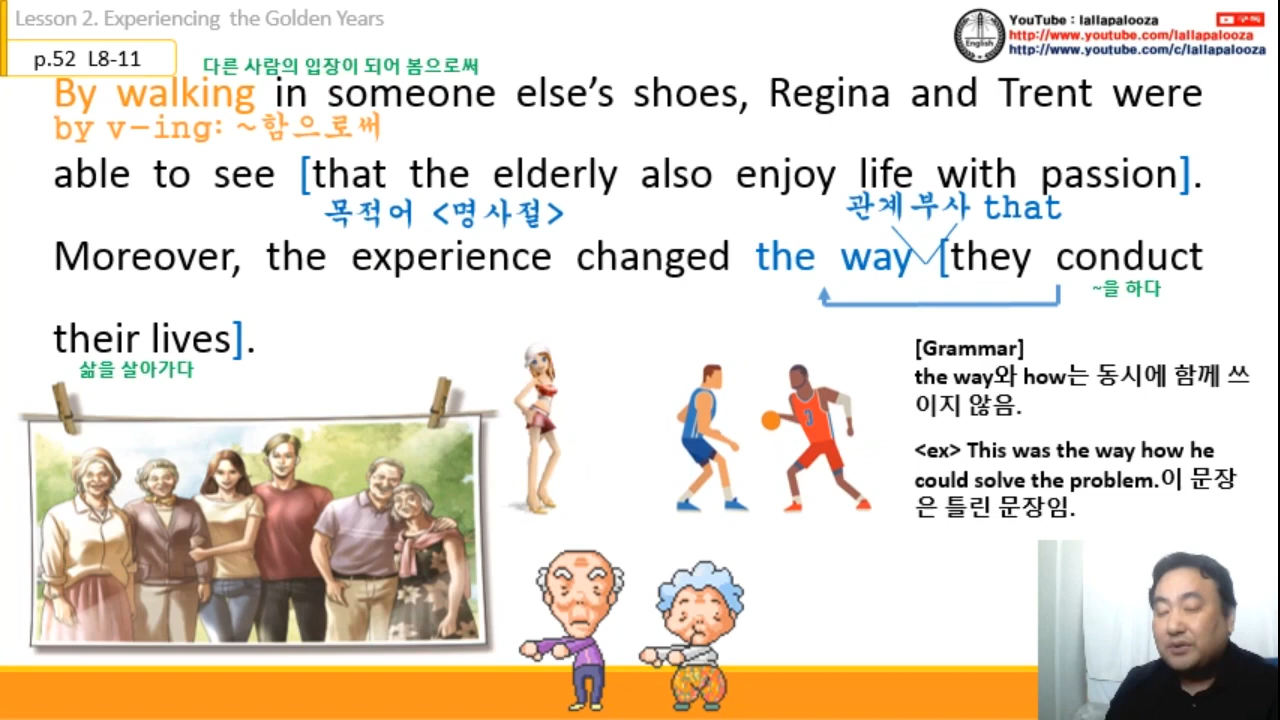 Lesson 2. Experiencing the Golden Years
YouTube : lallapalooza
구독
http://www.youtube.com/lallapalooza
http://www.youtube.com/c/lallapalooza
English
p.52 L8-11
다른 사람의 입장이 되어 봄으로써
By walking in someone else's shoes, Regina and Trent were
by v-ing: ~함으로써
able to see [that the elderly also enjoy life with passion].
목적어 <명사절>
관계부사 that
Moreover, the experience changed the way [they conduct
~을 하다
their lives].
삶을 살아가다
[Grammar]
the way와 how는 동시에 함께 쓰
이지 않음.
<ex> This was the way how he
could solve the problem.이 문장
은 틀린 문장임.
3